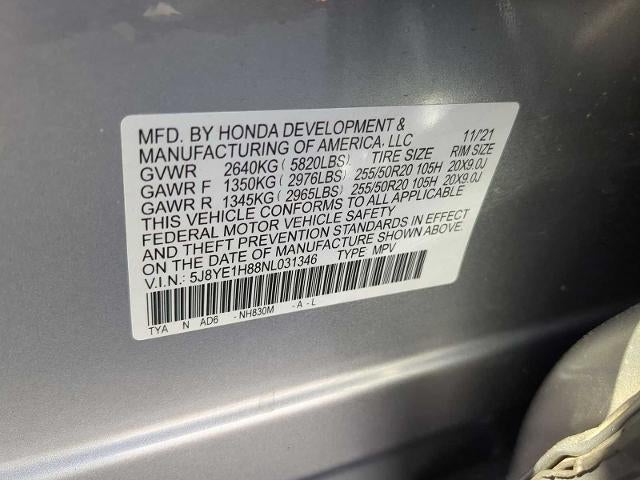 MFD. BY HONDA DEVELOPMENT & 11/'21
MANUFACTURING OF AMERICA, LLC
GVWR 2640KG ( 5820LBS) TIRE SIZE RIM SIZE
GAWR F 1350KG ( 2976LBS) 255/50R20 105H 20X9.0J
GAWR R 1345KG ( 2965LBS) 255/50R20 105H 20X9.0J
THIS VEHICLE CONFORMS TO ALL APPLICABLE
FEDERAL MOTOR VEHICLE SAFETY
AND THEFT PREVENTION STANDARDS IN EFFECT
ON THE DATE OF MANUFACTURE SHOWN ABOVE.
V.I.N.: 5J8YE1H88NL031346 TYPE MPV
TYA N AD6 - NH830M - A - L